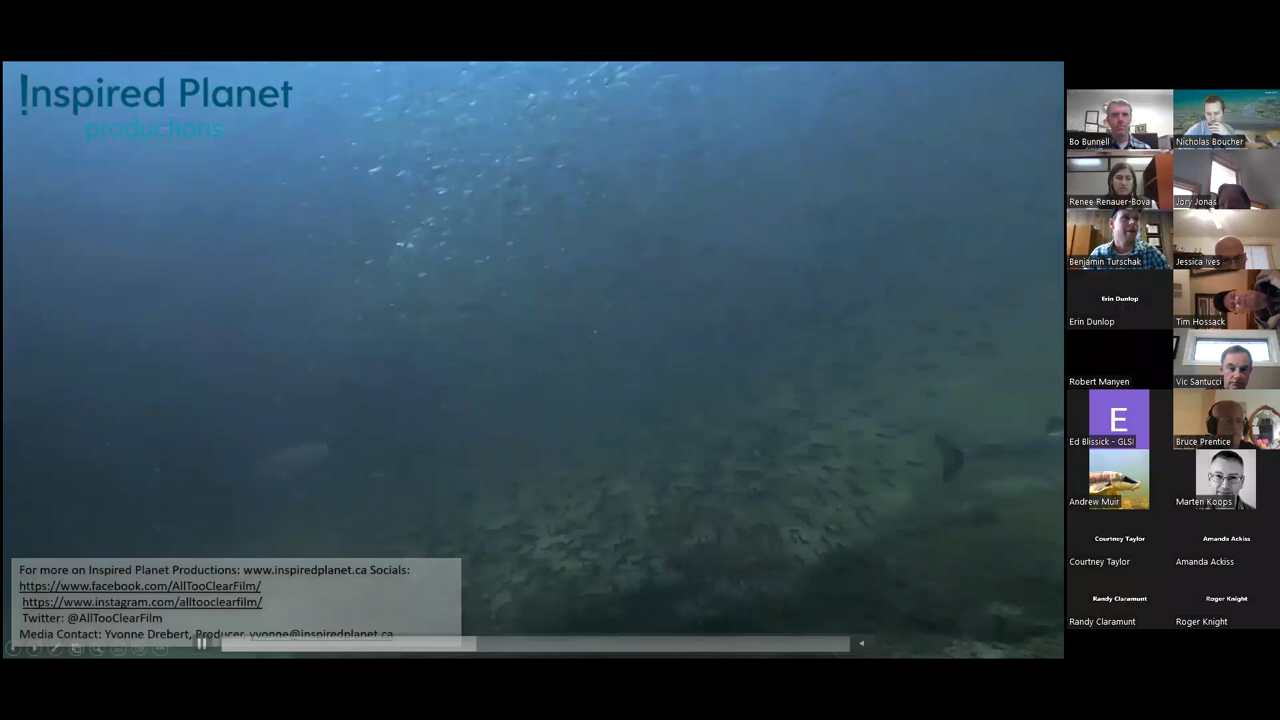 Inspired Planet
productions
For more on Inspired Planet Productions: www.inspiredplanet.ca Socials:
https://www.facebook.com/AllTooClearFilm/
https://www.instagram.com/alltooclearfilm/
Twitter: @AllTooClearFilm
Media Contact: Yvonne Drebert, Producer, yvonne@inspiredplanet.ca
Bo Bunnell
Nicholas Boucher
Renee Renauer-Bova
Jory Jonas
Benjamin Turschak
Jessica Ives
Erin Dunlop
Erin Dunlop
Tim Hossack
Robert Manyen
Vic Santucci
E
Ed Blissick - GLSI
Bruce Prentice
Andrew Muir
Marten Koops
Courtney Taylor
Amanda Ackiss
Courtney Taylor
Amanda Ackiss
Randy Claramunt
Roger Knight
Randy Claramunt
Roger Knight